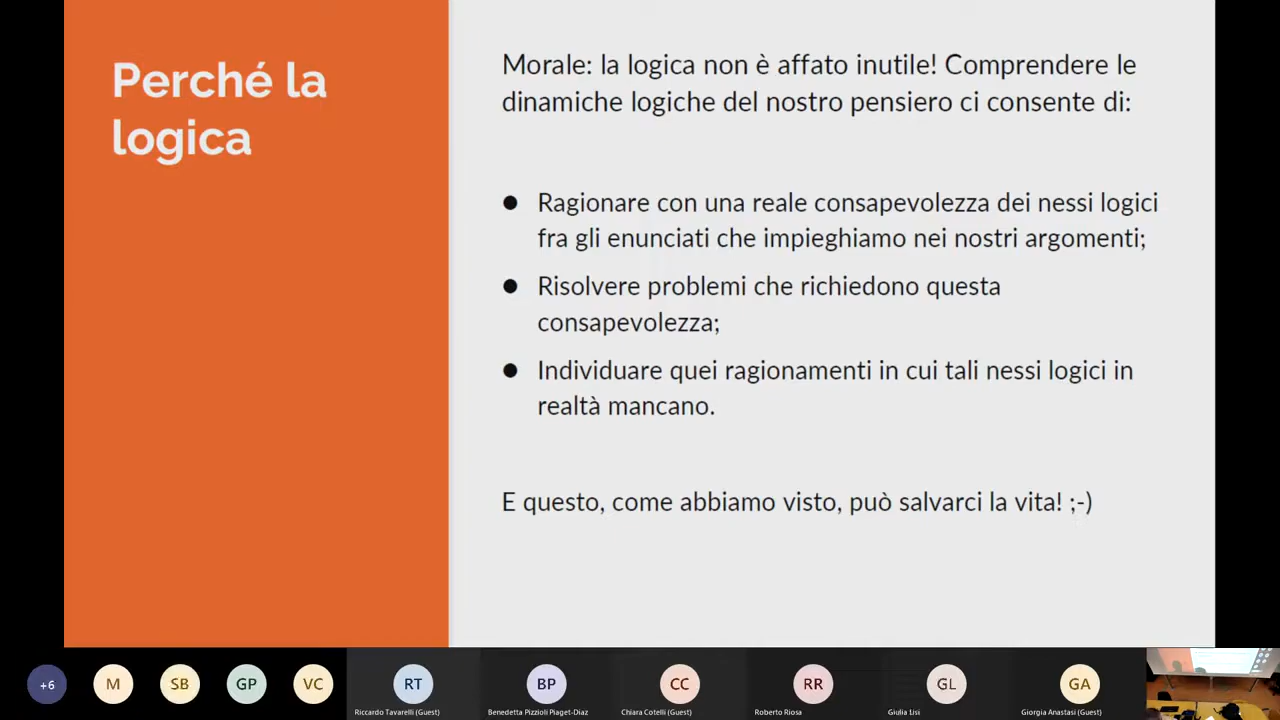 Perché la
logica
Morale: la logica non è affato inutile! Comprendere le
dinamiche logiche del nostro pensiero ci consente di:
● Ragionare con una reale consapevolezza dei nessi logici
fra gli enunciati che impieghiamo nei nostri argomenti;
● Risolvere problemi che richiedono questa
consapevolezza;
● Individuare quei ragionamenti in cui tali nessi logici in
realtà mancano.
E questo, come abbiamo visto, può salvarci la vita! ;-)
+6
M
SB
GP
VC
RT
BP
CC
RR
GL
GA
Riccardo Tavarelli (Guest)
Benedetta Pizzioli Piaget-Diaz
Chiara Cotelli (Guest)
Roberto Riosa
Giulia Lisi
Giorgia Anastasi (Guest)